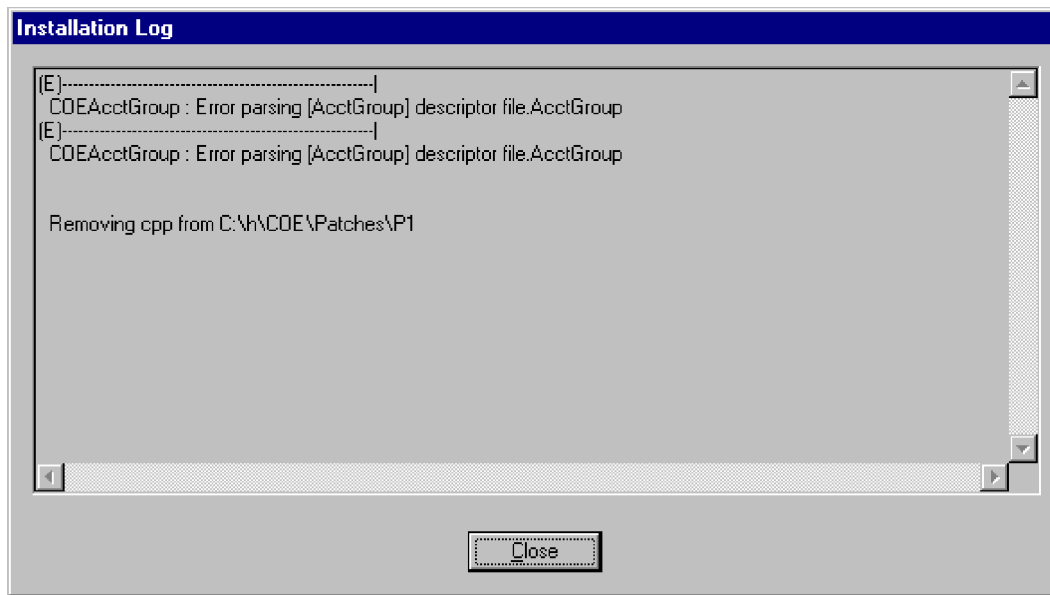 Installation Log
(E)----------------------------------------------------------|
COEAcctGroup : Error parsing [AcctGroup] descriptor file.AcctGroup
(E)----------------------------------------------------------|
COEAcctGroup : Error parsing [AcctGroup] descriptor file.AcctGroup
Removing cpp from C:\h\COE\Patches\P1
Close